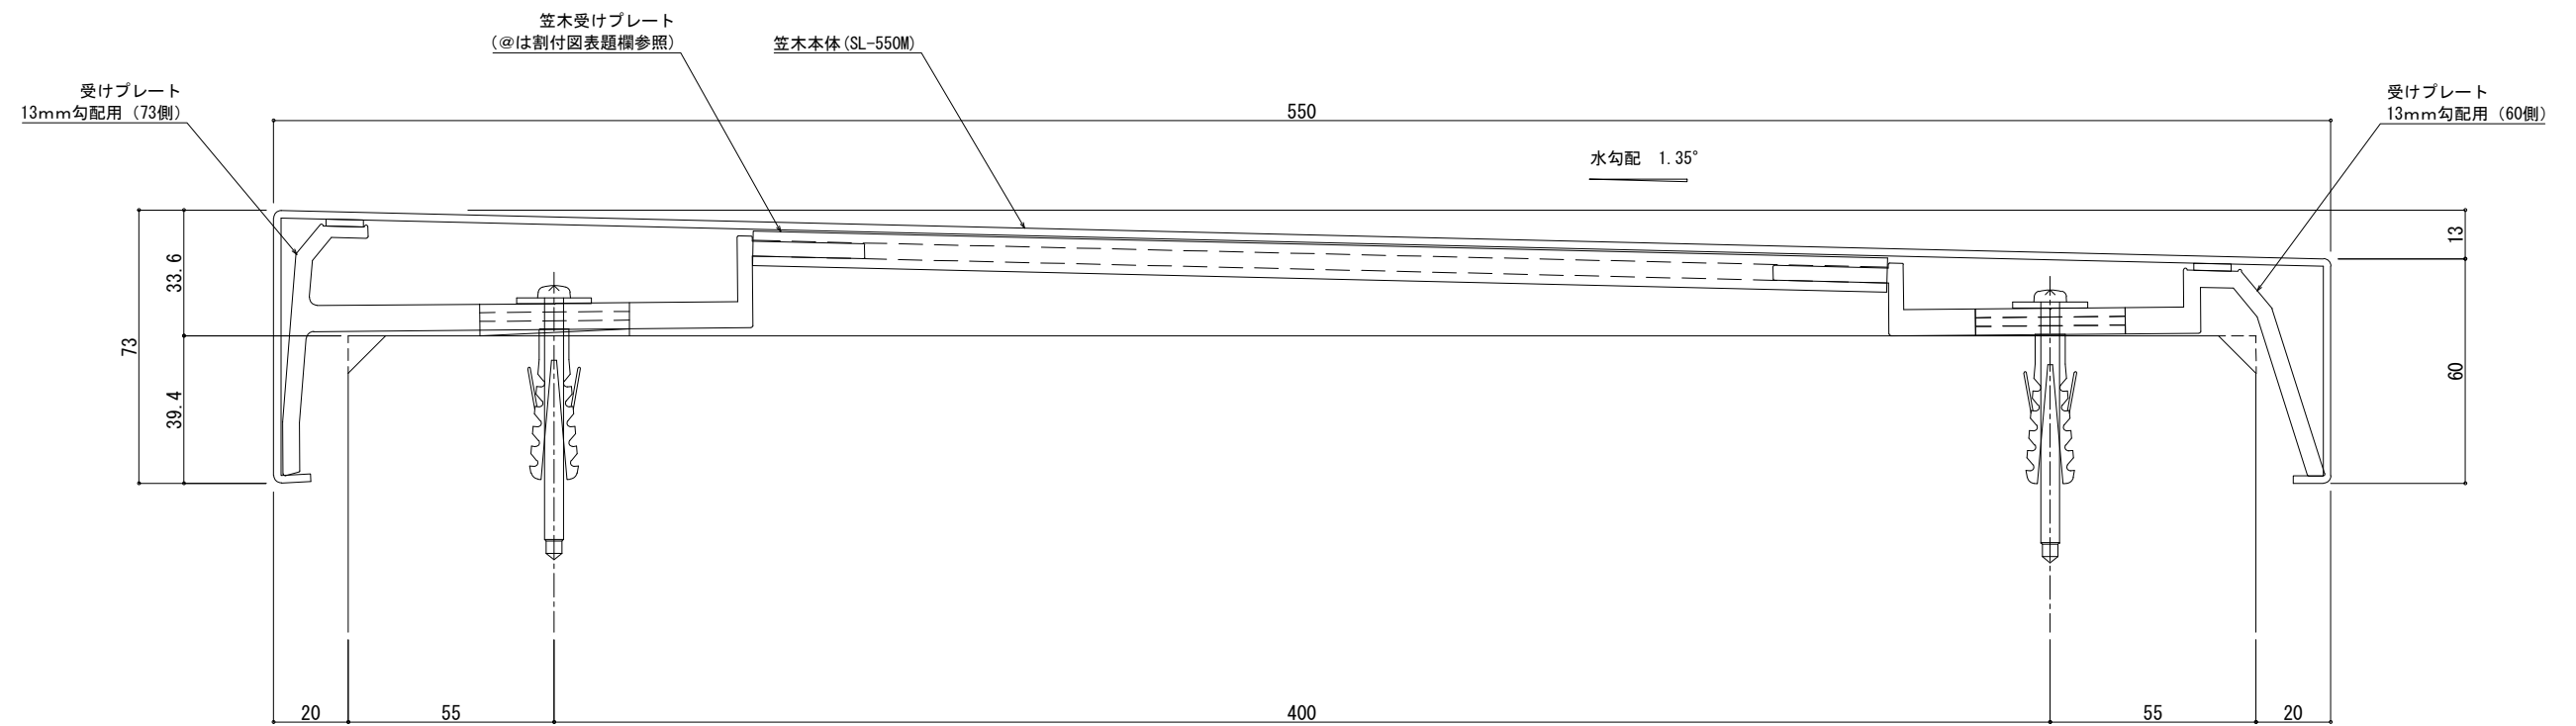 笠木受けプレート
(@は割付図表題欄参照)
笠木本体(SL-550M)
受けプレート
13mm勾配用 (73側)
受けプレート
13mm勾配用 (60側)
550
水勾配 1.35°
13
33.6
73
39.4
60
20
55
400
55
20